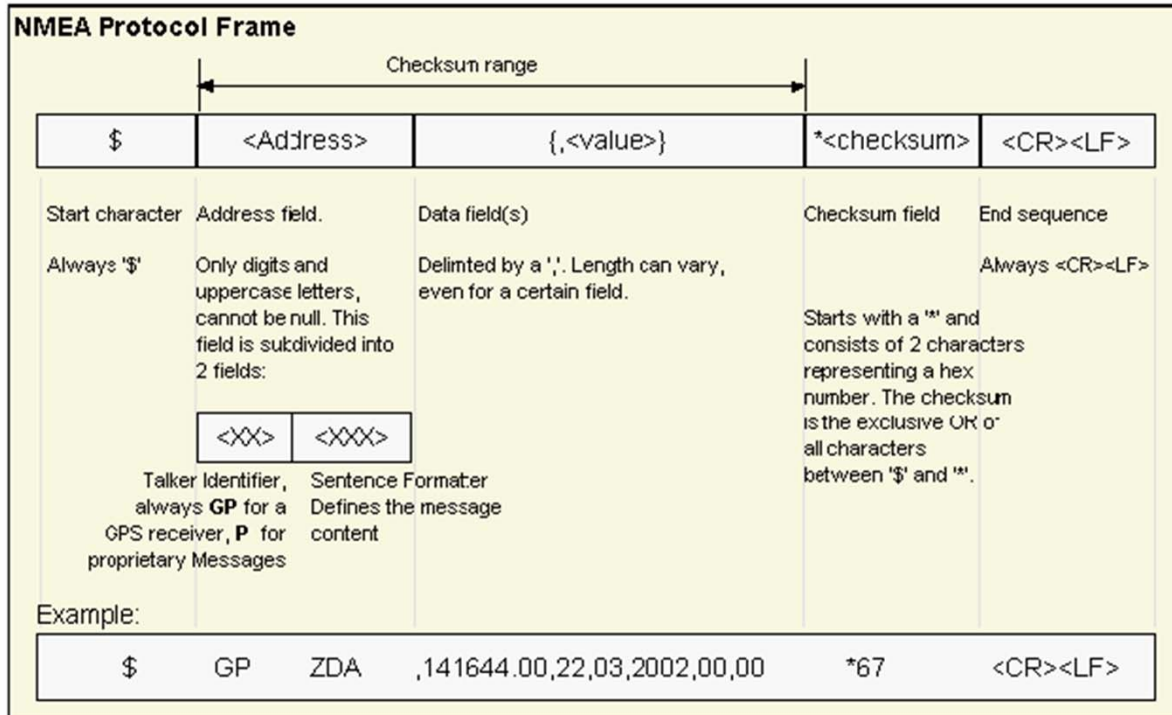 NMEA Protocol Frame
Checksum range
$ <Address> {,<value>} *<checksum> <CR><LF>
Start character
Always '$'
Address field.
Only digits and
uppercase letters,
cannot be null. This
field is subdivided into
2 fields:
<XX> <XXX>
Talker Identifier,
always GP for a
GPS receiver, P for
proprietary Messages
Sentence Formatter
Defines the message
content
Data field(s)
Delimted by a ','. Length can vary,
even for a certain field.
Checksum field
Starts with a '*' and
consists of 2 characters
representing a hex
number. The checksum
is the exclusive OR of
all characters
between '$' and '*'.
End sequence
Always <CR><LF>
Example:
$ GP ZDA ,141644.00,22,03,2002,00,00 *67 <CR><LF>